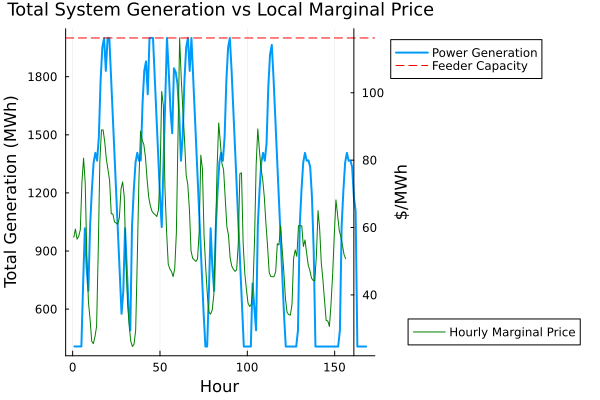 Total System Generation vs Local Marginal Price
Total Generation (MWh)
1800
1500
1200
900
600
0
50
100
150
Hour
100
80
60
40
$/MWh
Power Generation
Feeder Capacity
Hourly Marginal Price